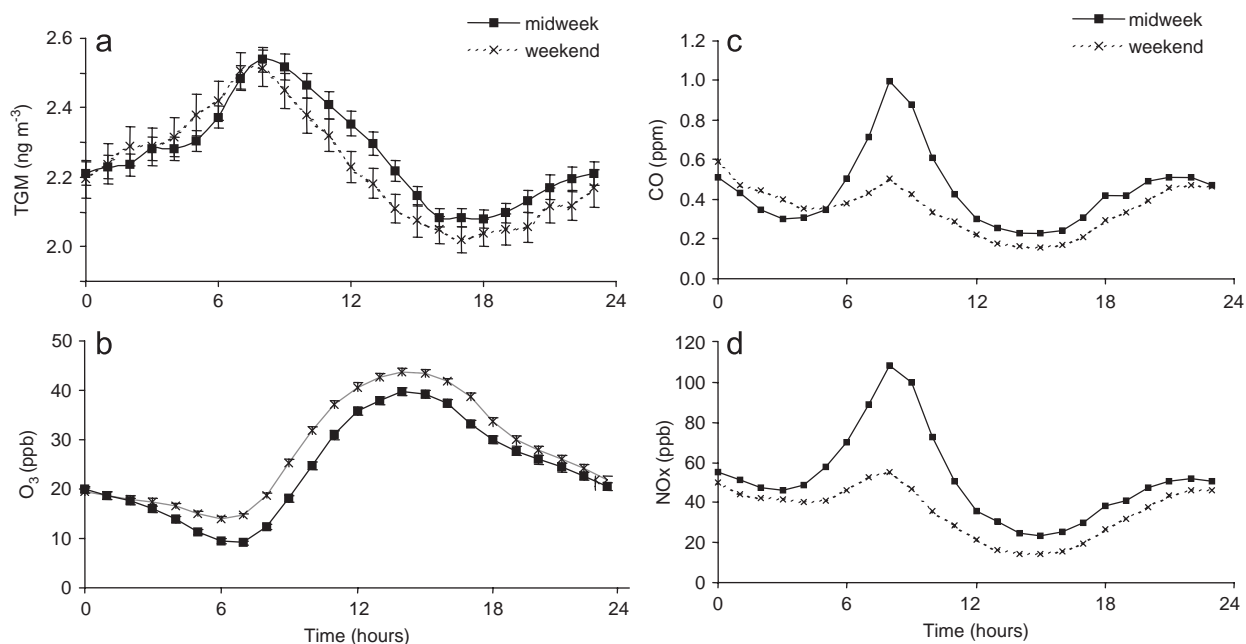 midweek
weekend
a
TGM (ng m⁻³)
2.6
2.4
2.2
2.0
0 6 12 18 24
b
O₃ (ppb)
50
40
30
20
10
0
0 6 12 18 24
Time (hours)
midweek
weekend
c
CO (ppm)
1.2
1.0
0.8
0.6
0.4
0.2
0.0
0 6 12 18 24
d
NOx (ppb)
120
100
80
60
40
20
0
0 6 12 18 24
Time (hours)